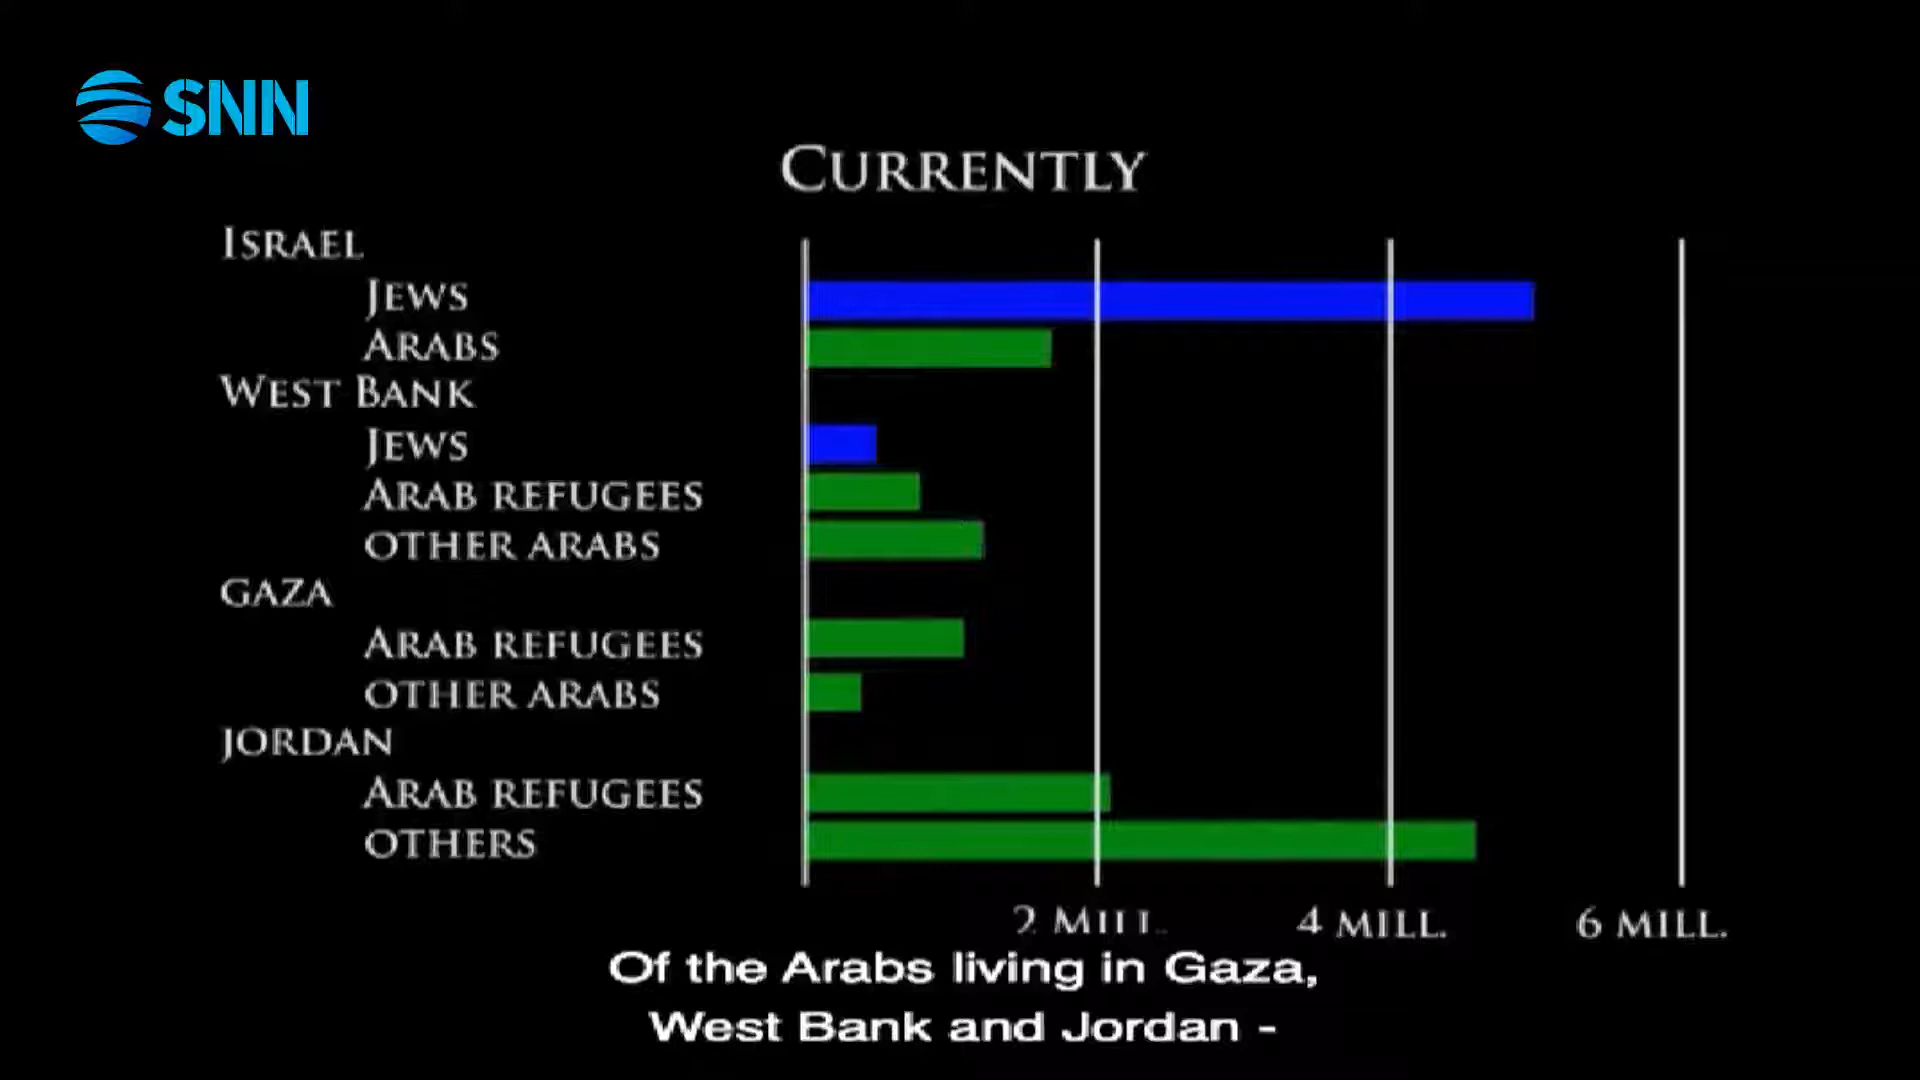 SNN
CURRENTLY
ISRAEL
JEWS
ARABS
WEST BANK
JEWS
ARAB REFUGEES
OTHER ARABS
GAZA
ARAB REFUGEES
OTHER ARABS
JORDAN
ARAB REFUGEES
OTHERS
2 MILL. 4 MILL. 6 MILL.
Of the Arabs living in Gaza,
West Bank and Jordan -